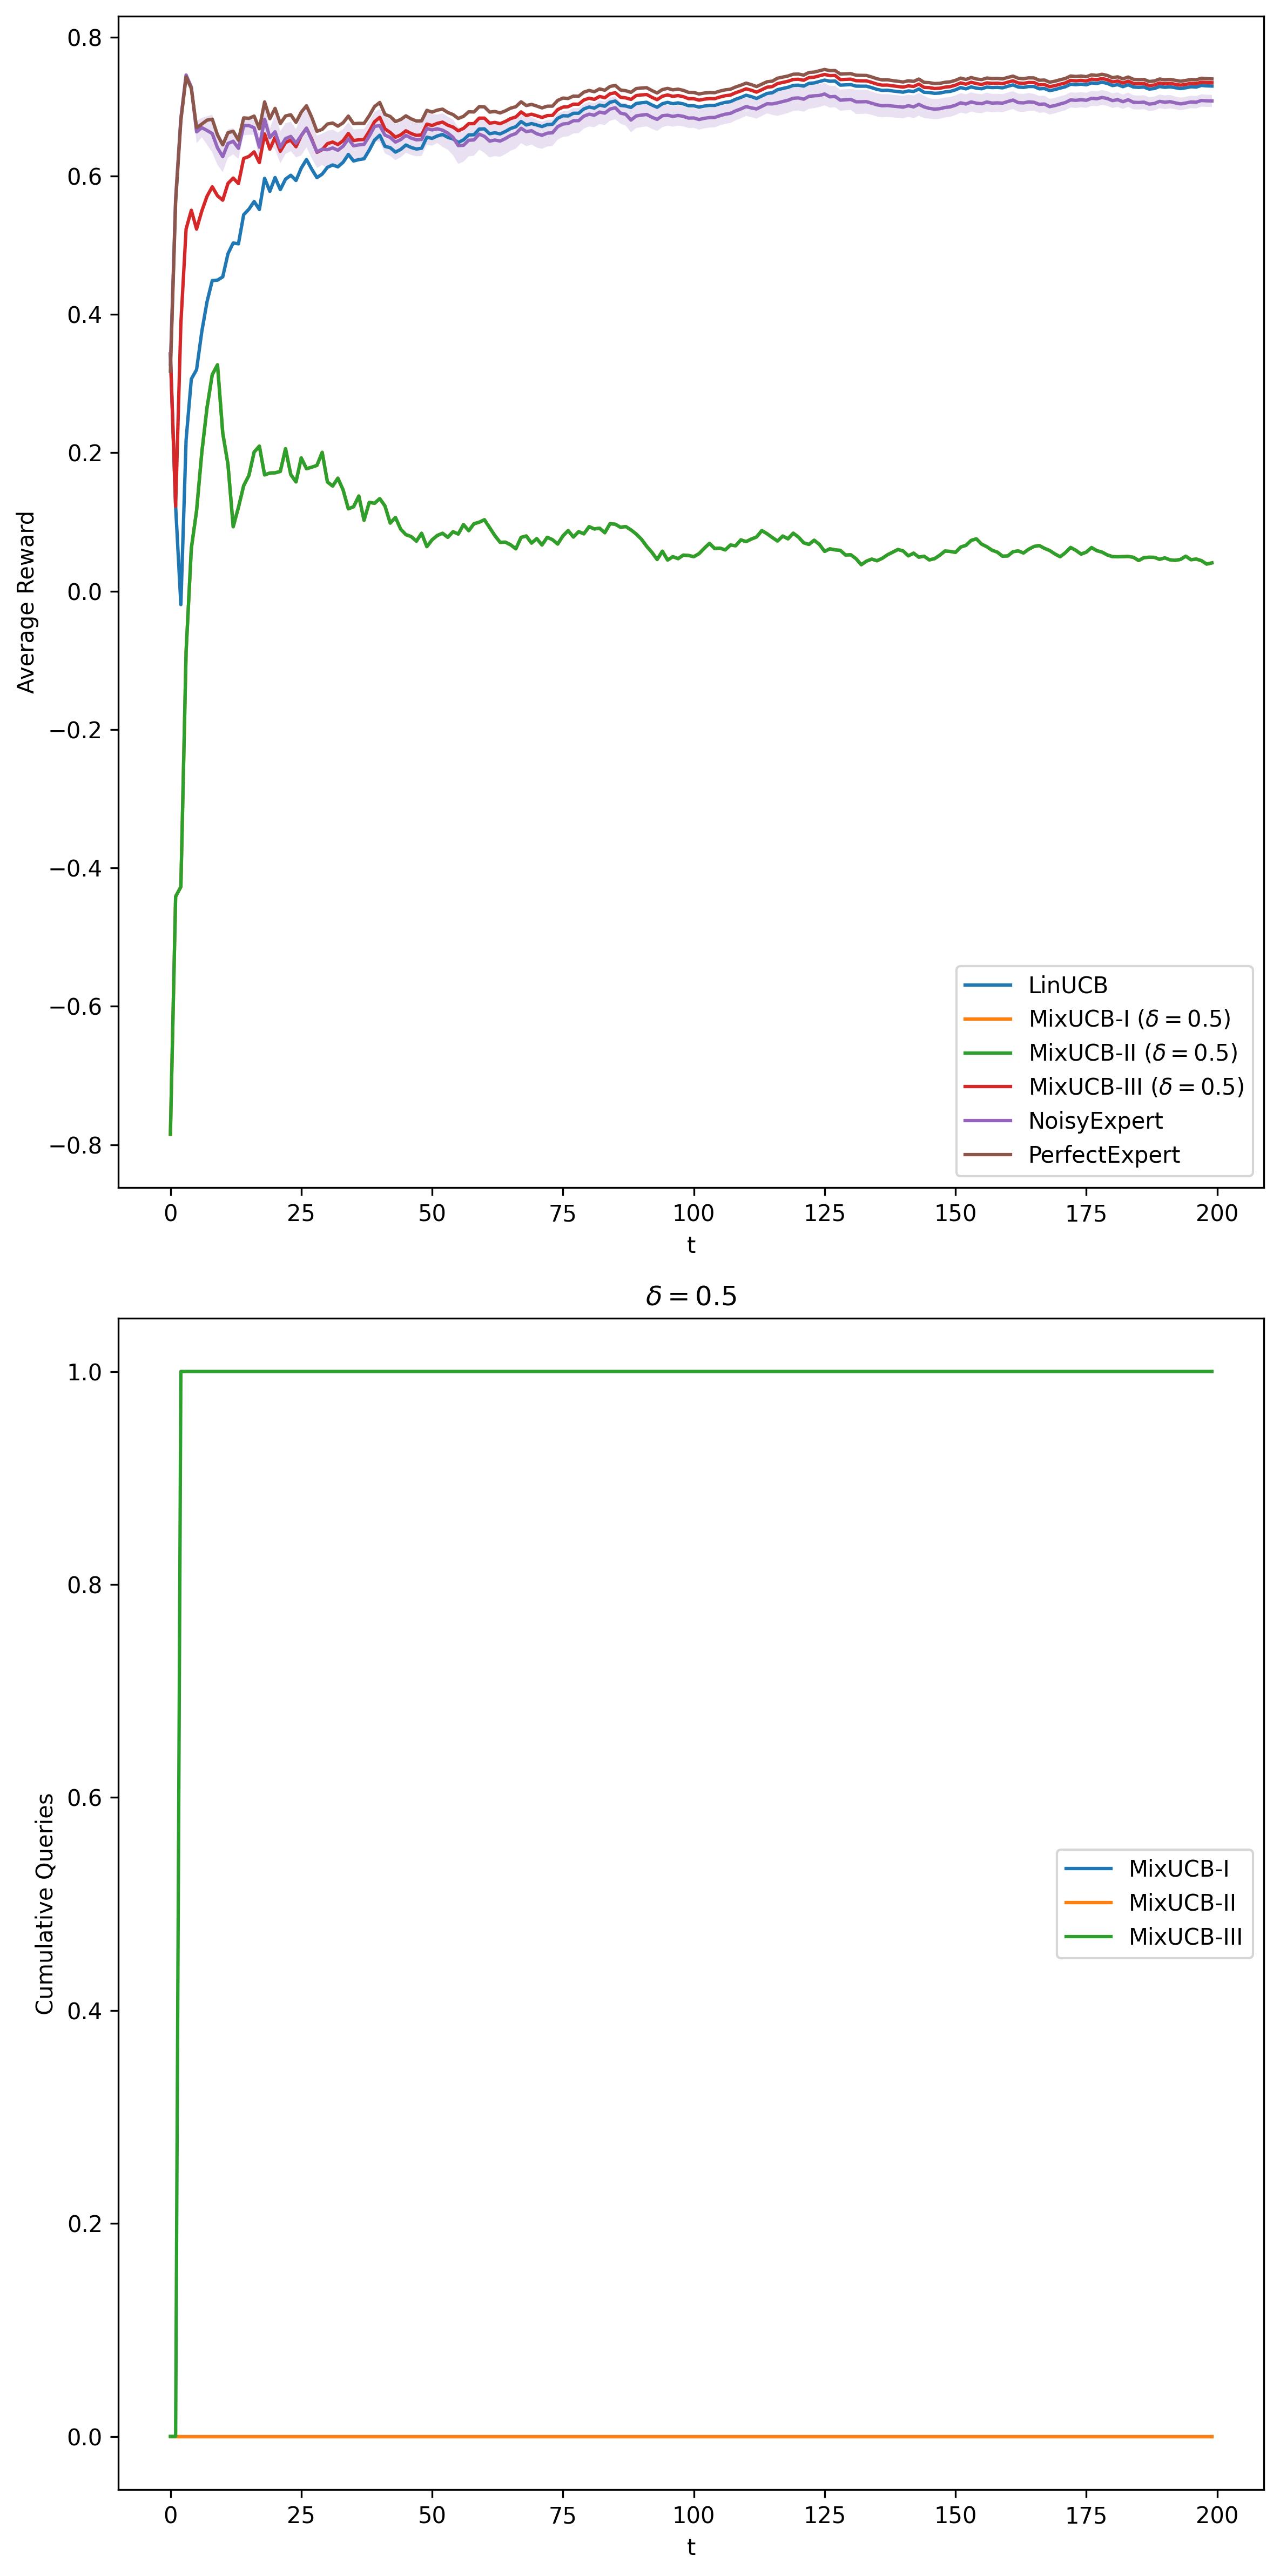 0.8
0.6
0.4
0.2
0.0
−0.2
−0.4
−0.6
−0.8
Average Reward
LinUCB
MixUCB-I (δ = 0.5)
MixUCB-II (δ = 0.5)
MixUCB-III (δ = 0.5)
NoisyExpert
PerfectExpert
0 25 50 75 100 125 150 175 200
t
δ = 0.5
1.0
0.8
0.6
0.4
0.2
0.0
Cumulative Queries
MixUCB-I
MixUCB-II
MixUCB-III
0 25 50 75 100 125 150 175 200
t